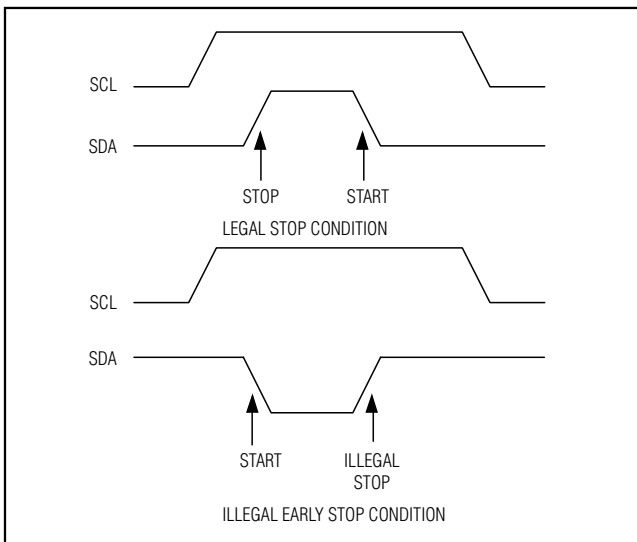 SCL
SDA
STOP START
LEGAL STOP CONDITION
SCL
SDA
START ILLEGAL
STOP
ILLEGAL EARLY STOP CONDITION